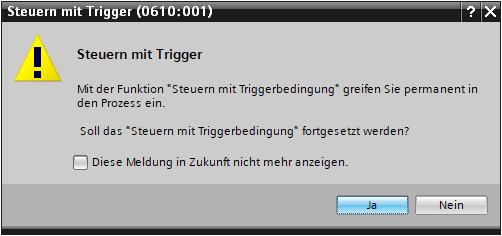 Steuern mit Trigger (0610:001)
Steuern mit Trigger
Mit der Funktion "Steuern mit Triggerbedingung" greifen Sie permanent in
den Prozess ein.
Soll das "Steuern mit Triggerbedingung" fortgesetzt werden?
Diese Meldung in Zukunft nicht mehr anzeigen.
Ja
Nein